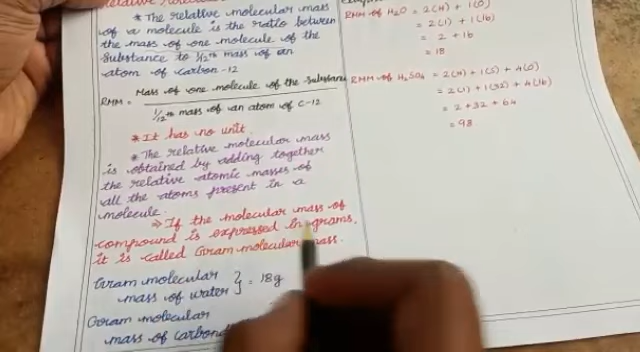 * The relative molecular mass
of a molecule is the ratio between
the mass of one molecule of the
substance to 1/12th mass of an
atom of carbon-12
RMM = Mass of one molecule of the substance
1/12th mass of an atom of C-12
* It has no unit.
* The relative molecular mass
is obtained by adding together
the relative atomic masses of
all the atoms present in a
molecule.
⇒ If the molecular mass of
compound is expressed in grams,
it is called Gram molecular mass.
Gram molecular
mass of water } = 18g
Gram molecular
mass of
RMM of H2O = 2(H) + 1(O)
= 2(1) + 1(16)
= 2 + 16
= 18
RMM of H2SO4 = 2(H) + 1(S) + 4(O)
= 2(1) + 1(32) + 4(16)
= 2 + 32 + 64
= 98